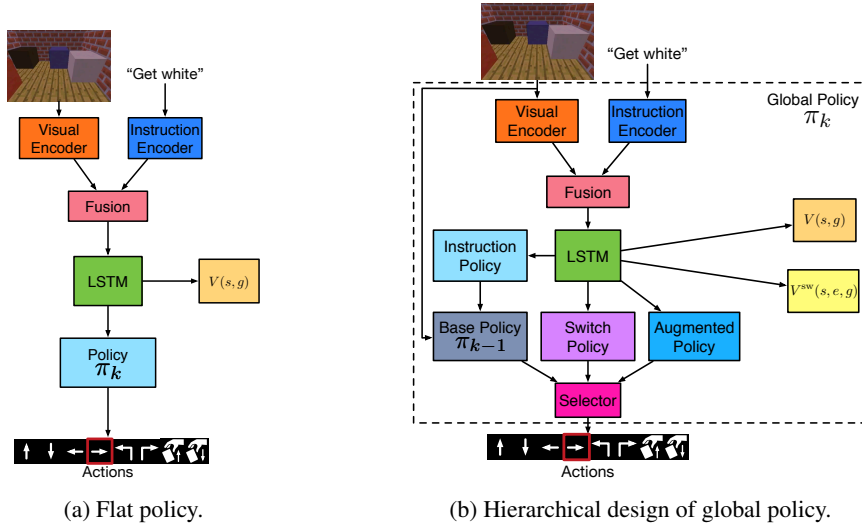 “Get white”
Visual
Encoder
Instruction
Encoder
Fusion
LSTM
V(s, g)
Policy
π_k
Actions
(a) Flat policy.
“Get white”
Global Policy
π_k
Visual
Encoder
Instruction
Encoder
Fusion
Instruction
Policy
LSTM
V(s, g)
V^sw(s, e, g)
Base Policy
π_{k−1}
Switch
Policy
Augmented
Policy
Selector
Actions
(b) Hierarchical design of global policy.